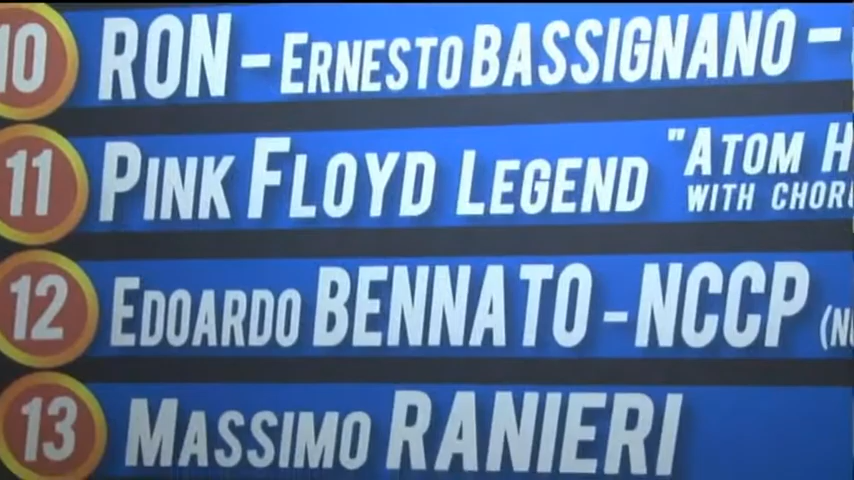 10 RON - ERNESTO BASSIGNANO -
11 PINK FLOYD LEGEND "ATOM
WITH
12 EDOARDO BENNATO - NCCP
13 MASSIMO RANIERI